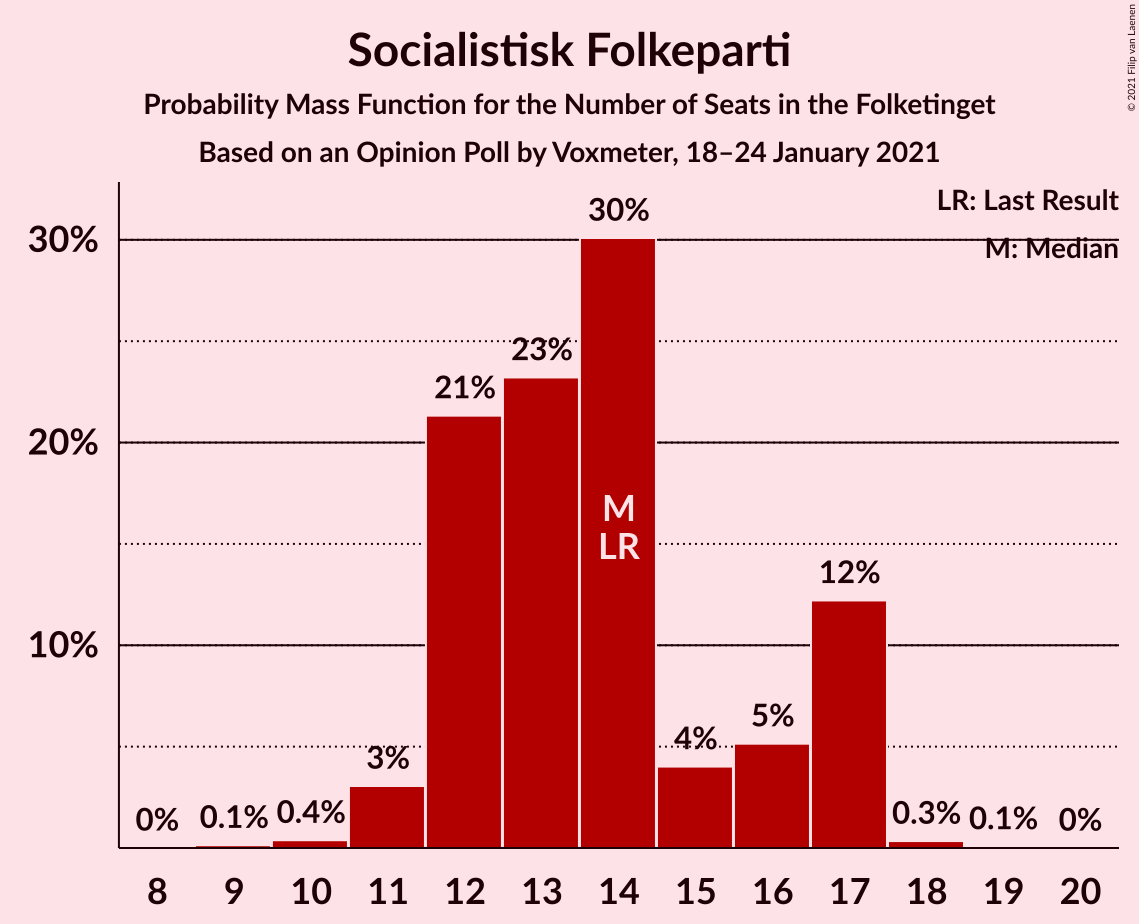 Socialistisk Folkeparti
Probability Mass Function for the Number of Seats in the Folketinget
Based on an Opinion Poll by Voxmeter, 18–24 January 2021
© 2021 Filip van Laenen
LR: Last Result
M: Median
30%
20%
10%
0%
0.1%
0.4%
3%
21%
23%
30%
4%
5%
12%
0.3%
0.1%
0%
M
LR
8 9 10 11 12 13 14 15 16 17 18 19 20